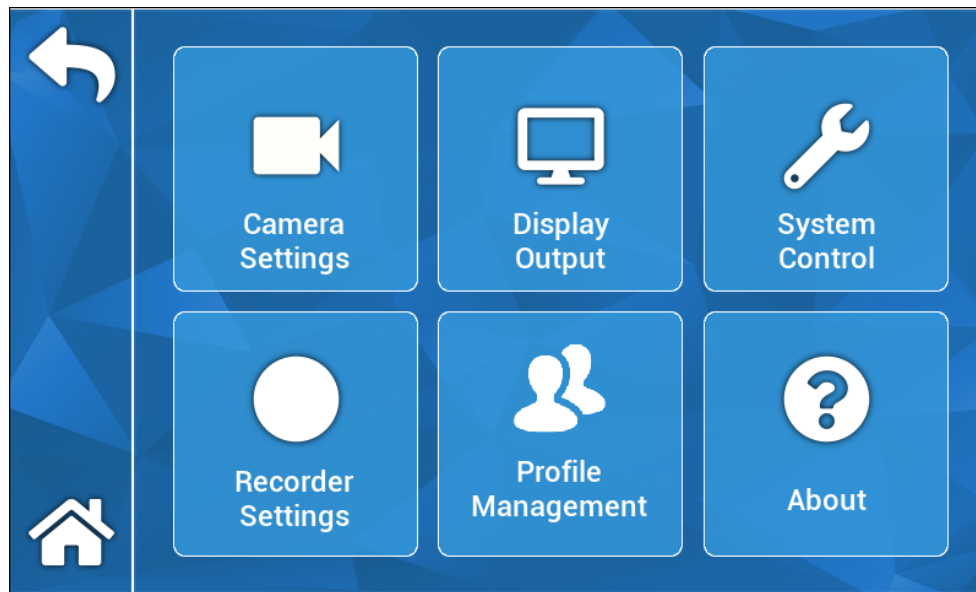 Camera
Settings
Display
Output
System
Control
Recorder
Settings
Profile
Management
About